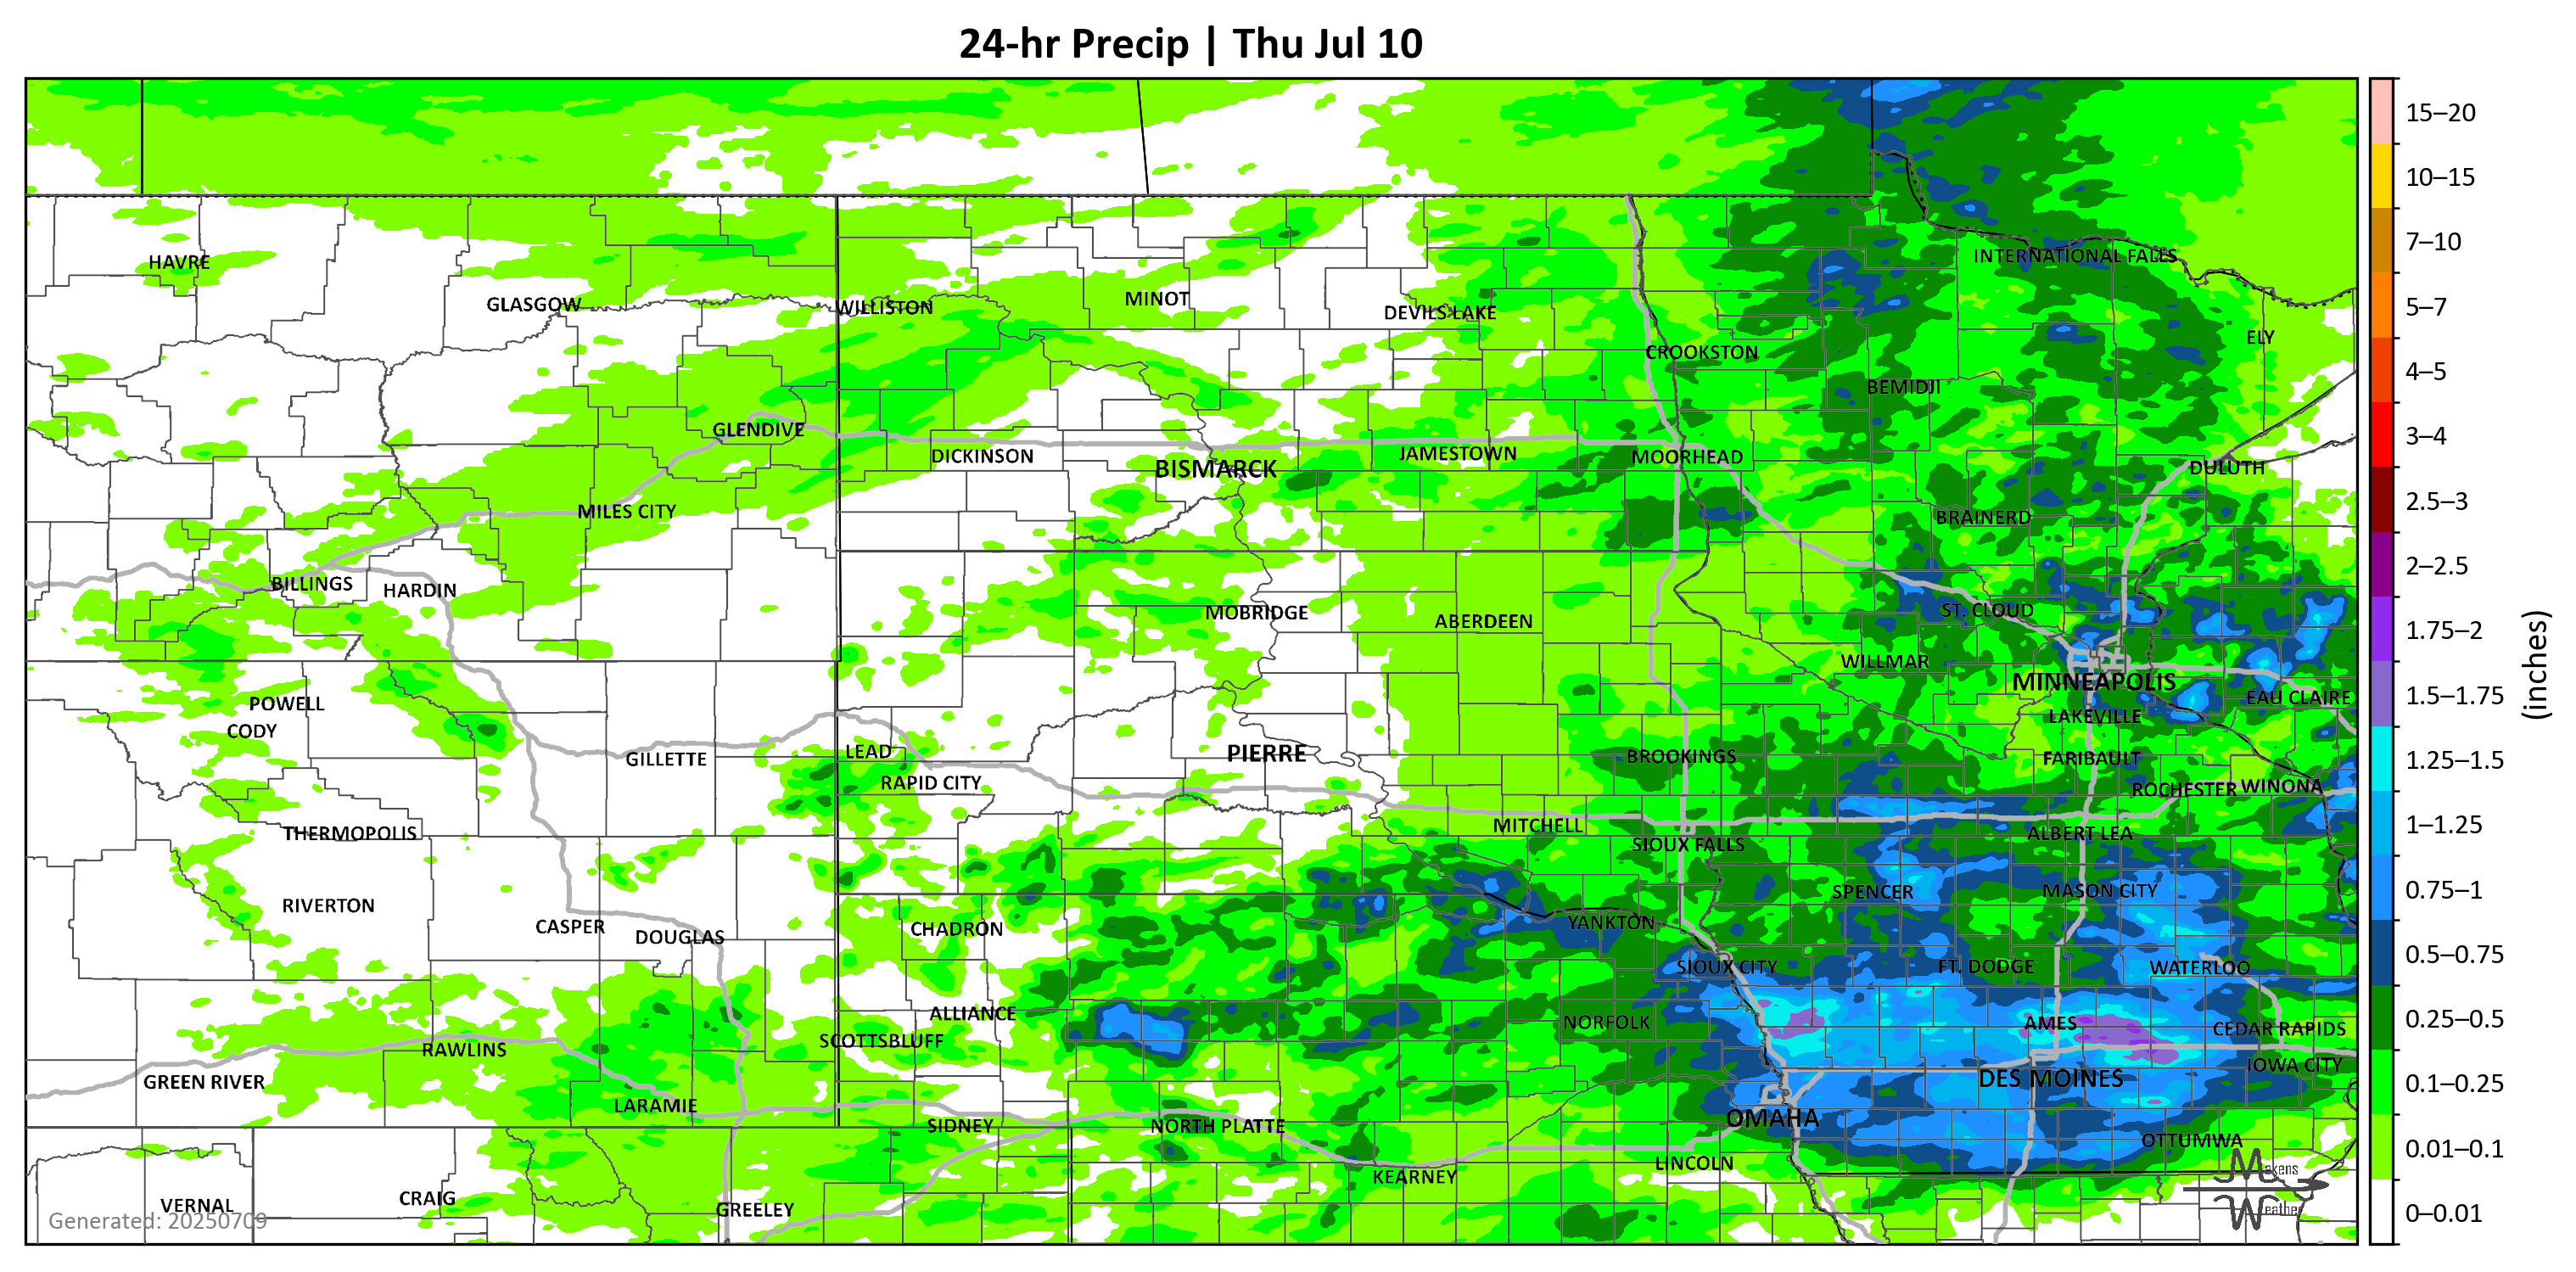 24-hr Precip | Thu Jul 10
15–20
10–15
7–10
5–7
4–5
3–4
2.5–3
2–2.5
1.75–2
1.5–1.75
1.25–1.5
1–1.25
0.75–1
0.5–0.75
0.25–0.5
0.1–0.25
0.01–0.1
0–0.01
(inches)
HAVRE
INTERNATIONAL FALLS
GLASGOW
WILLISTON
MINOT
DEVILS LAKE
ELY
CROOKSTON
BEMIDJI
GLENDIVE
DICKINSON
BISMARCK
JAMESTOWN
MOORHEAD
DULUTH
MILES CITY
BRAINERD
BILLINGS
HARDIN
MOBRIDGE
ABERDEEN
ST. CLOUD
WILLMAR
MINNEAPOLIS
EAU CLAIRE
POWELL
CODY
LAKEVILLE
GILLETTE
LEAD
PIERRE
BROOKINGS
FARIBAULT
RAPID CITY
ROCHESTER
WINONA
THERMOPOLIS
MITCHELL
ALBERT LEA
SIOUX FALLS
RIVERTON
SPENCER
MASON CITY
CASPER
DOUGLAS
CHADRON
YANKTON
SIOUX CITY
FT. DODGE
WATERLOO
ALLIANCE
NORFOLK
AMES
CEDAR RAPIDS
RAWLINS
SCOTTSBLUFF
IOWA CITY
GREEN RIVER
DES MOINES
LARAMIE
OMAHA
SIDNEY
NORTH PLATTE
OTTUMWA
LINCOLN
KEARNEY
VERNAL
CRAIG
GREELEY
Makens
Weather
Generated: 20250709